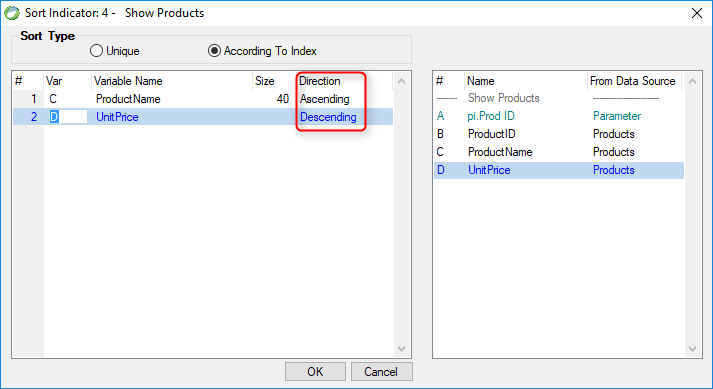 Sort Indicator: 4 - Show Products
Sort Type
Unique
According To Index
# Var Variable Name Size Direction
1 C ProductName 40 Ascending
2 D UnitPrice Descending
# Name From Data Source
------- Show Products ----------------------
A pi.Prod ID Parameter
B ProductID Products
C ProductName Products
D UnitPrice Products
OK
Cancel